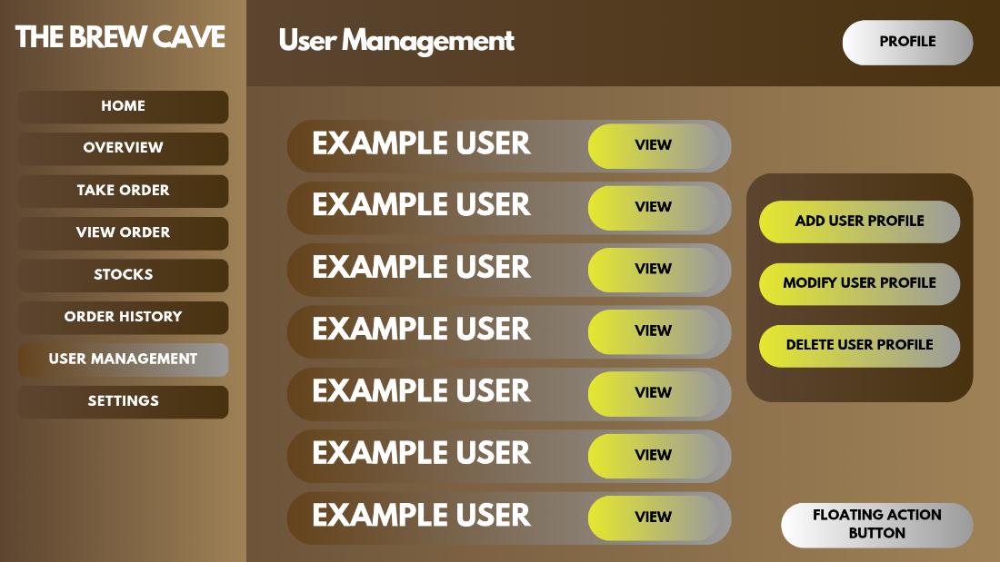 THE BREW CAVE
HOME
OVERVIEW
TAKE ORDER
VIEW ORDER
STOCKS
ORDER HISTORY
USER MANAGEMENT
SETTINGS
User Management
PROFILE
EXAMPLE USER VIEW
EXAMPLE USER VIEW
EXAMPLE USER VIEW
EXAMPLE USER VIEW
EXAMPLE USER VIEW
EXAMPLE USER VIEW
EXAMPLE USER VIEW
ADD USER PROFILE
MODIFY USER PROFILE
DELETE USER PROFILE
FLOATING ACTION
BUTTON